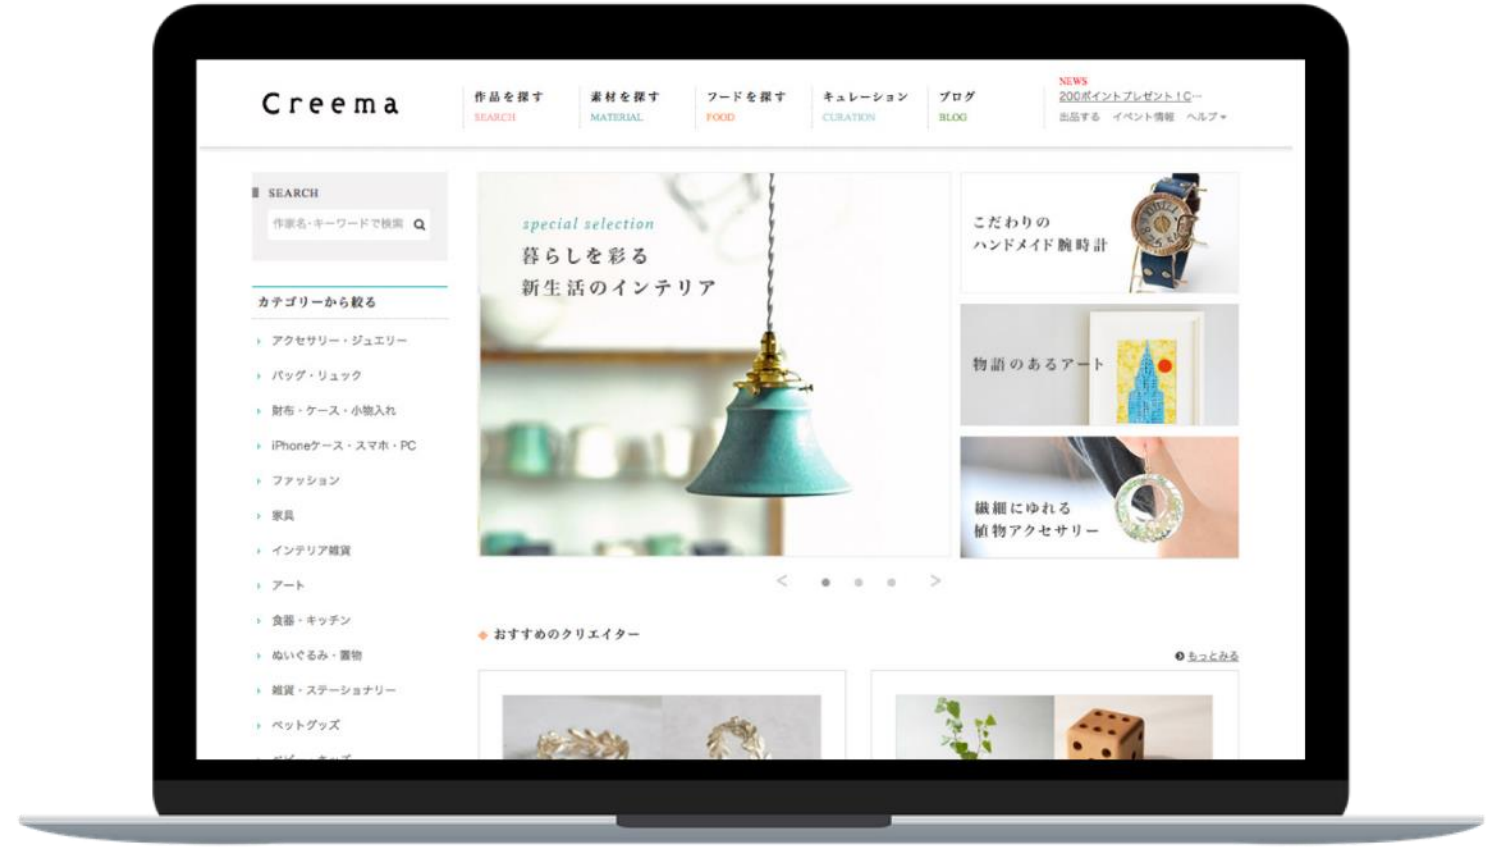 Creema
作品を探す
SEARCH
素材を探す
MATERIAL
フードを探す
FOOD
キュレーション
CURATION
ブログ
BLOG
NEWS
200ポイントプレゼント！C…
出品する イベント情報 ヘルプ
SEARCH
作家名・キーワードで検索
カテゴリーから絞る
アクセサリー・ジュエリー
バッグ・リュック
財布・ケース・小物入れ
iPhoneケース・スマホ・PC
ファッション
家具
インテリア雑貨
アート
食器・キッチン
ぬいぐるみ・置物
雑貨・ステーショナリー
ペットグッズ
special selection
暮らしを彩る
新生活のインテリア
こだわりの
ハンドメイド腕時計
物語のあるアート
繊細にゆれる
植物アクセサリー
おすすめのクリエイター
もっとみる